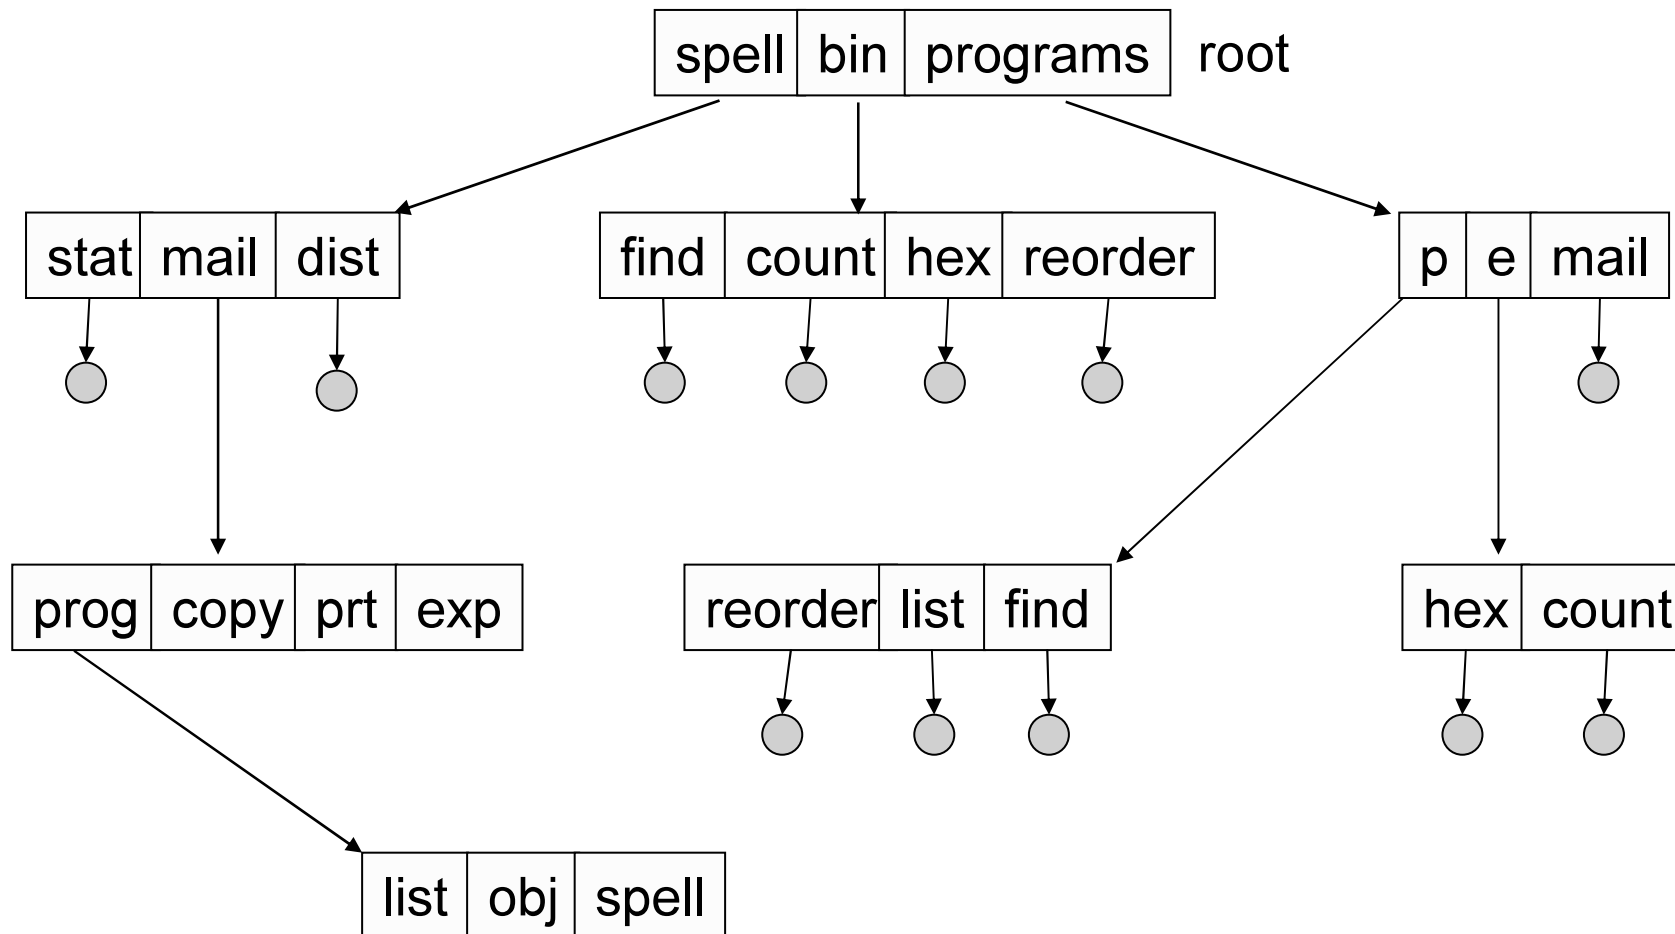 spell bin programs root
stat mail dist find count hex reorder p e mail
prog copy prt exp reorder list find hex count
list obj spell